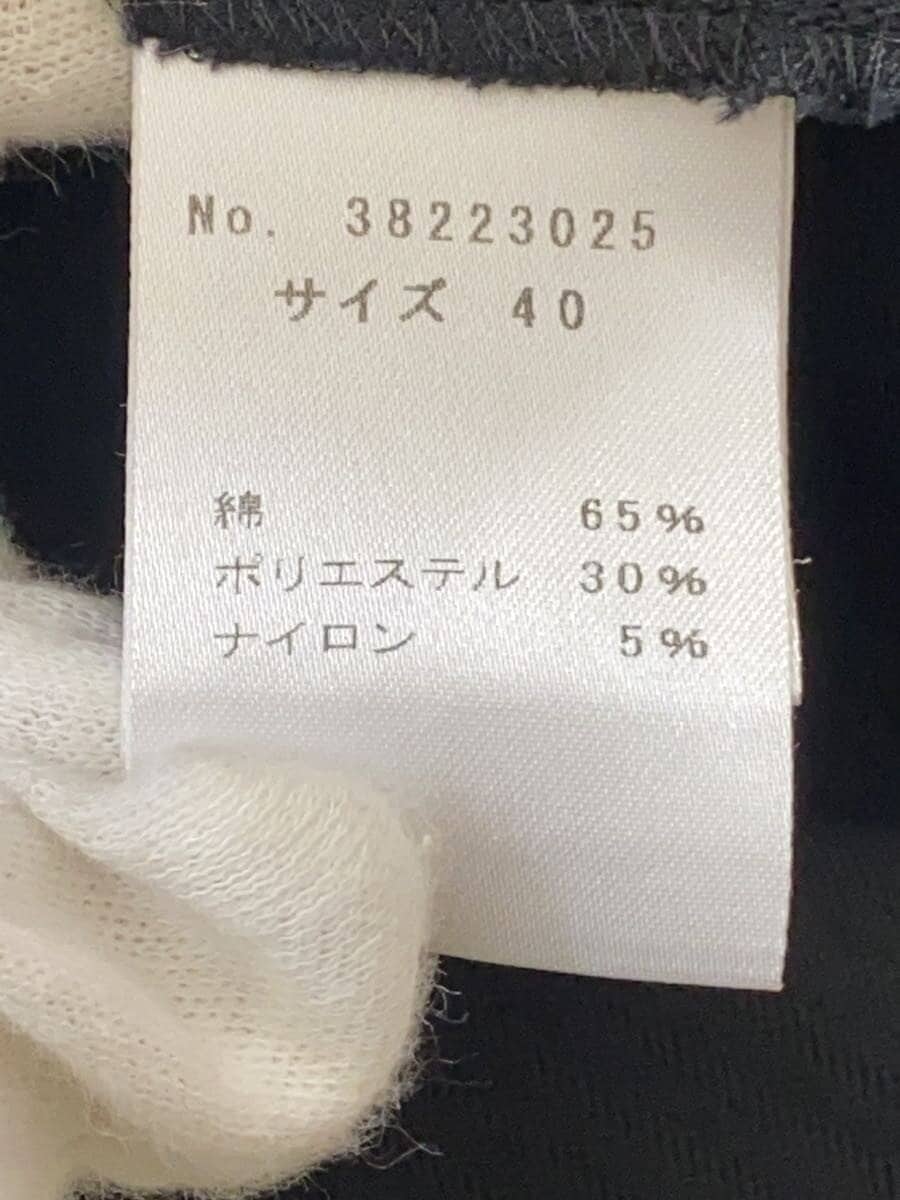 No. 38223025
サイズ 40
綿 65%
ポリエステル 30%
ナイロン 5%